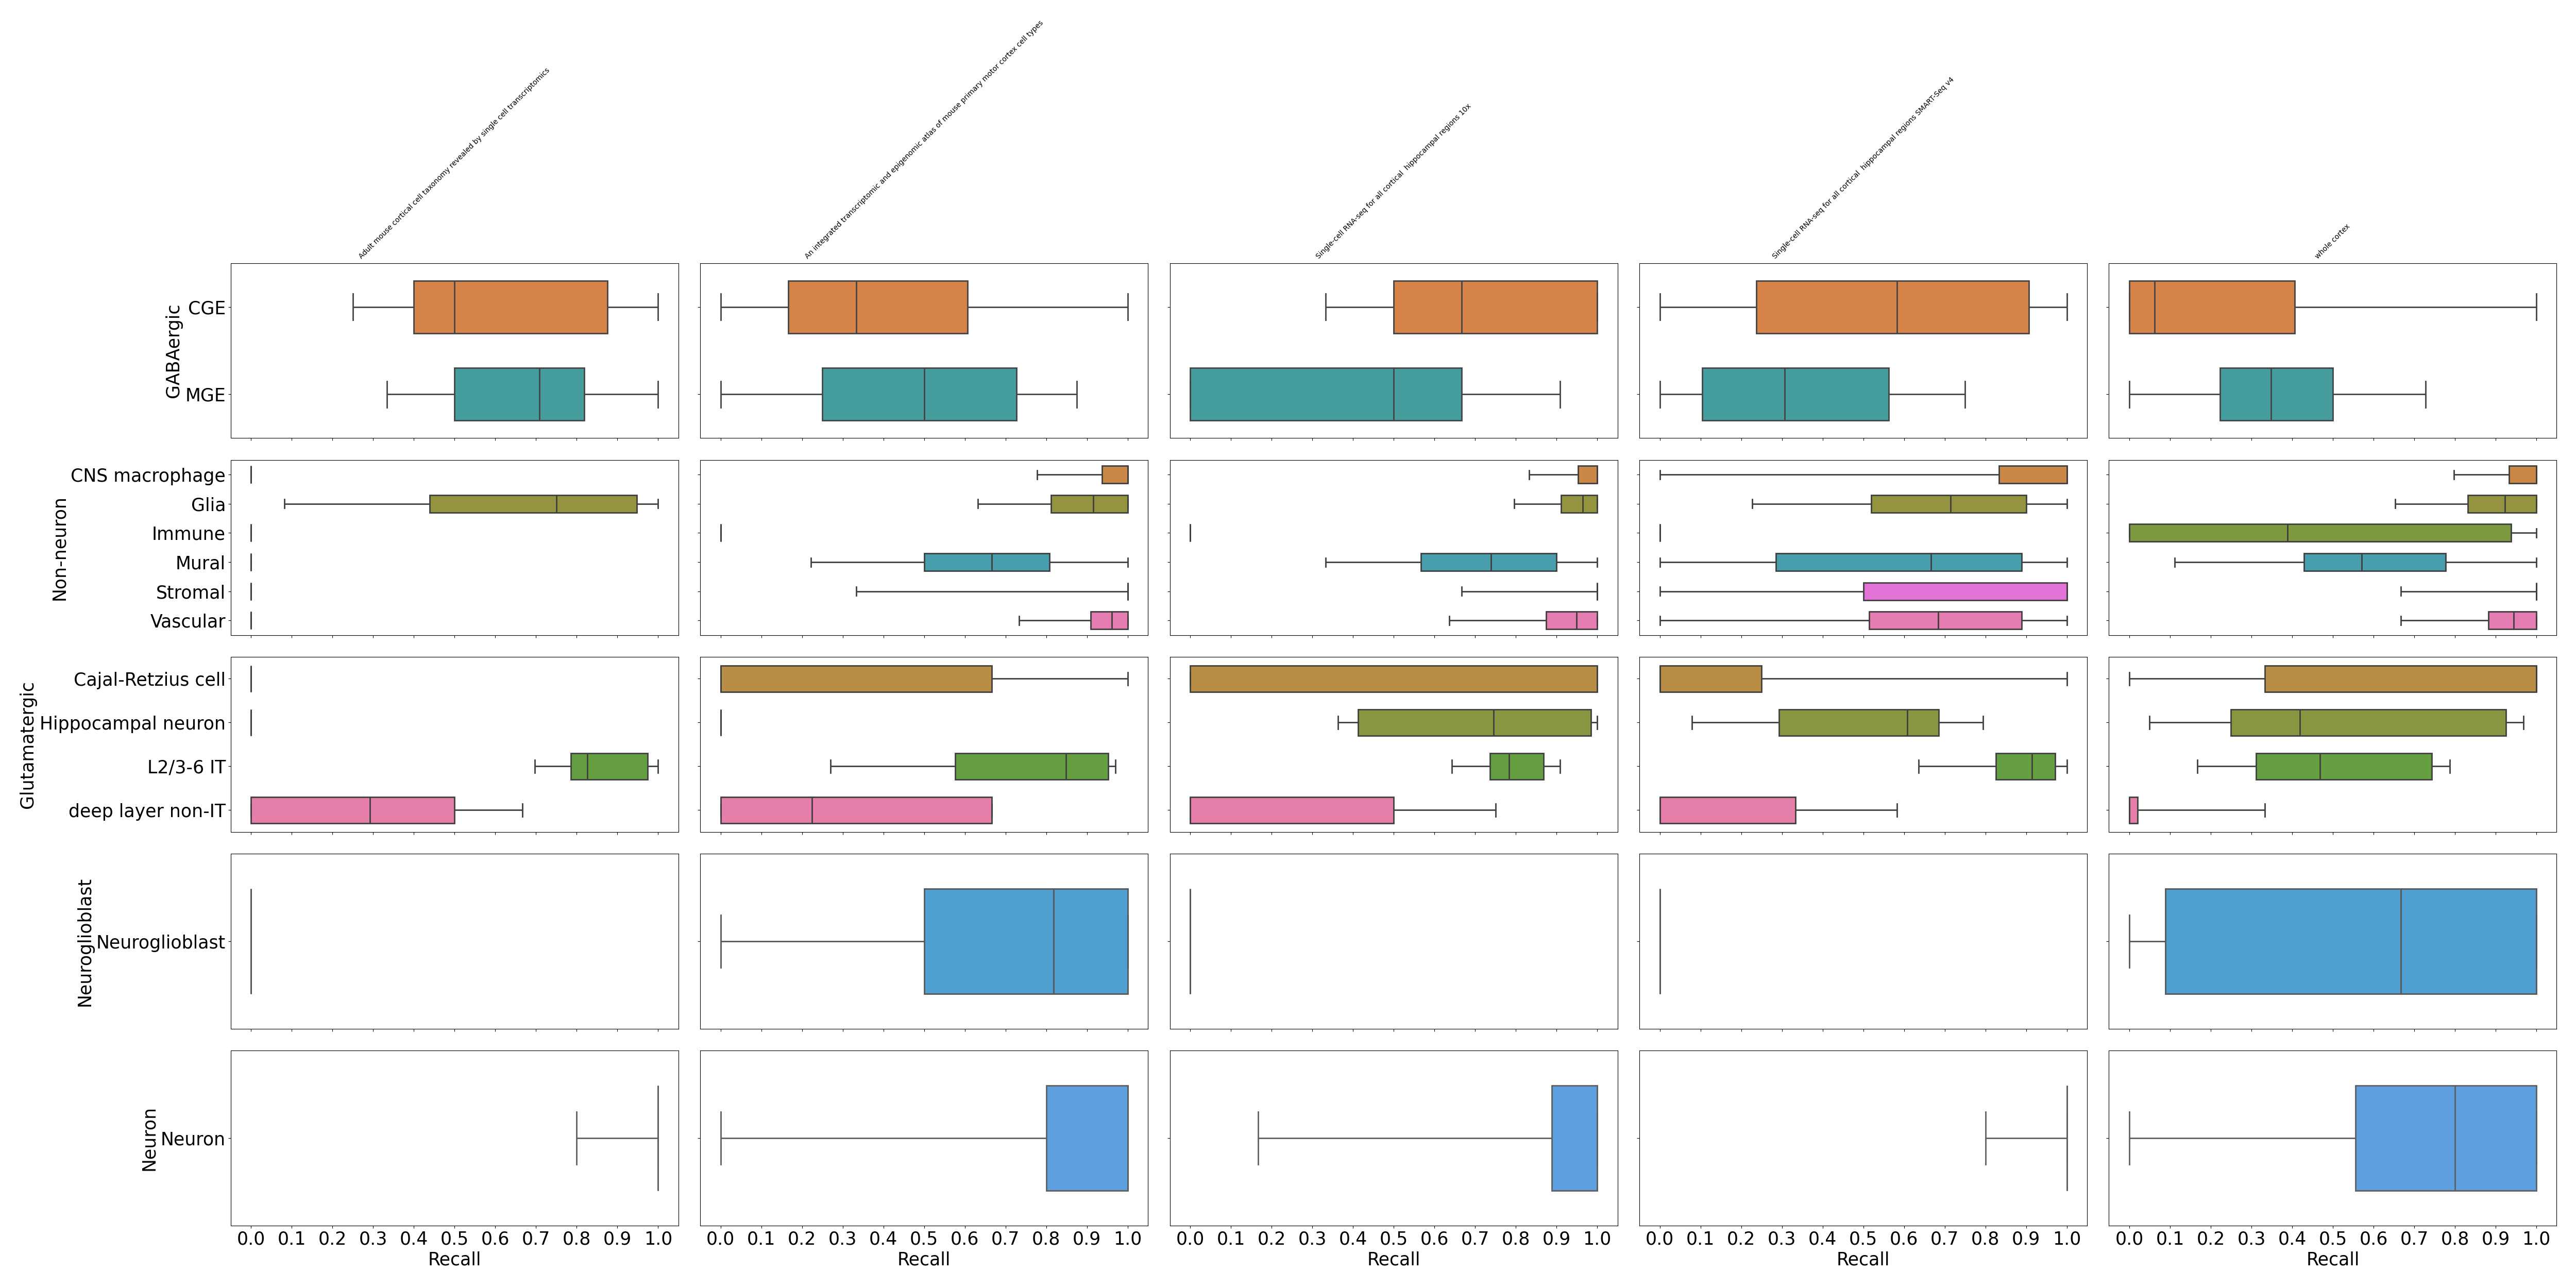 Adult mouse cortical cell taxonomy revealed by single cell transcriptomics
An integrated transcriptomic and epigenomic atlas of mouse primary motor cortex cell types
Single-cell RNA-seq for all cortical  hippocampal regions 10x
Single-cell RNA-seq for all cortical  hippocampal regions SMART-Seq v4
whole cortex
GABAergic
CGE
MGE
Non-neuron
CNS macrophage
Glia
Immune
Mural
Stromal
Vascular
Glutamatergic
Cajal-Retzius cell
Hippocampal neuron
L2/3-6 IT
deep layer non-IT
Neuroglioblast
Neuroglioblast
Neuron
Neuron
0.0 0.1 0.2 0.3 0.4 0.5 0.6 0.7 0.8 0.9 1.0
Recall
0.0 0.1 0.2 0.3 0.4 0.5 0.6 0.7 0.8 0.9 1.0
Recall
0.0 0.1 0.2 0.3 0.4 0.5 0.6 0.7 0.8 0.9 1.0
Recall
0.0 0.1 0.2 0.3 0.4 0.5 0.6 0.7 0.8 0.9 1.0
Recall
0.0 0.1 0.2 0.3 0.4 0.5 0.6 0.7 0.8 0.9 1.0
Recall